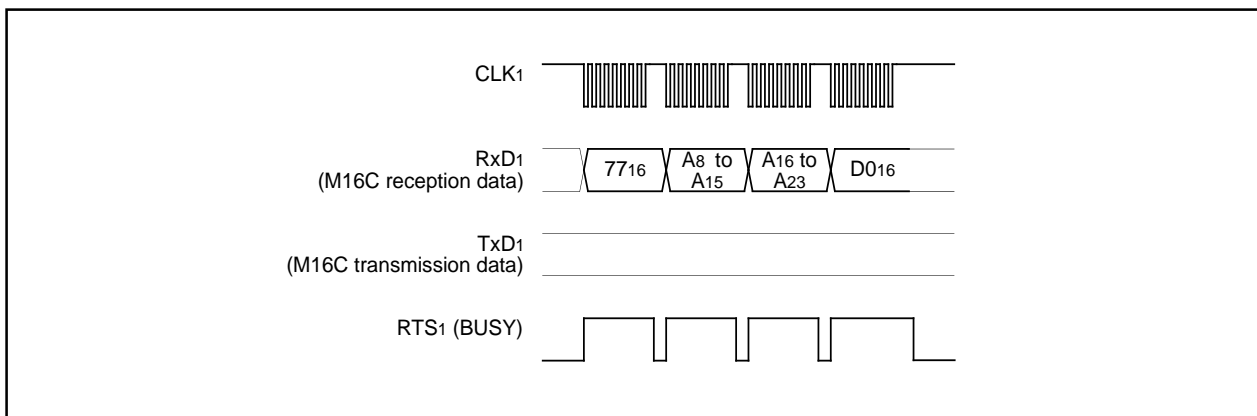 CLK1
RxD1
(M16C reception data)
7716
A8 to
A15
A16 to
A23
D016
TxD1
(M16C transmission data)
RTS1 (BUSY)